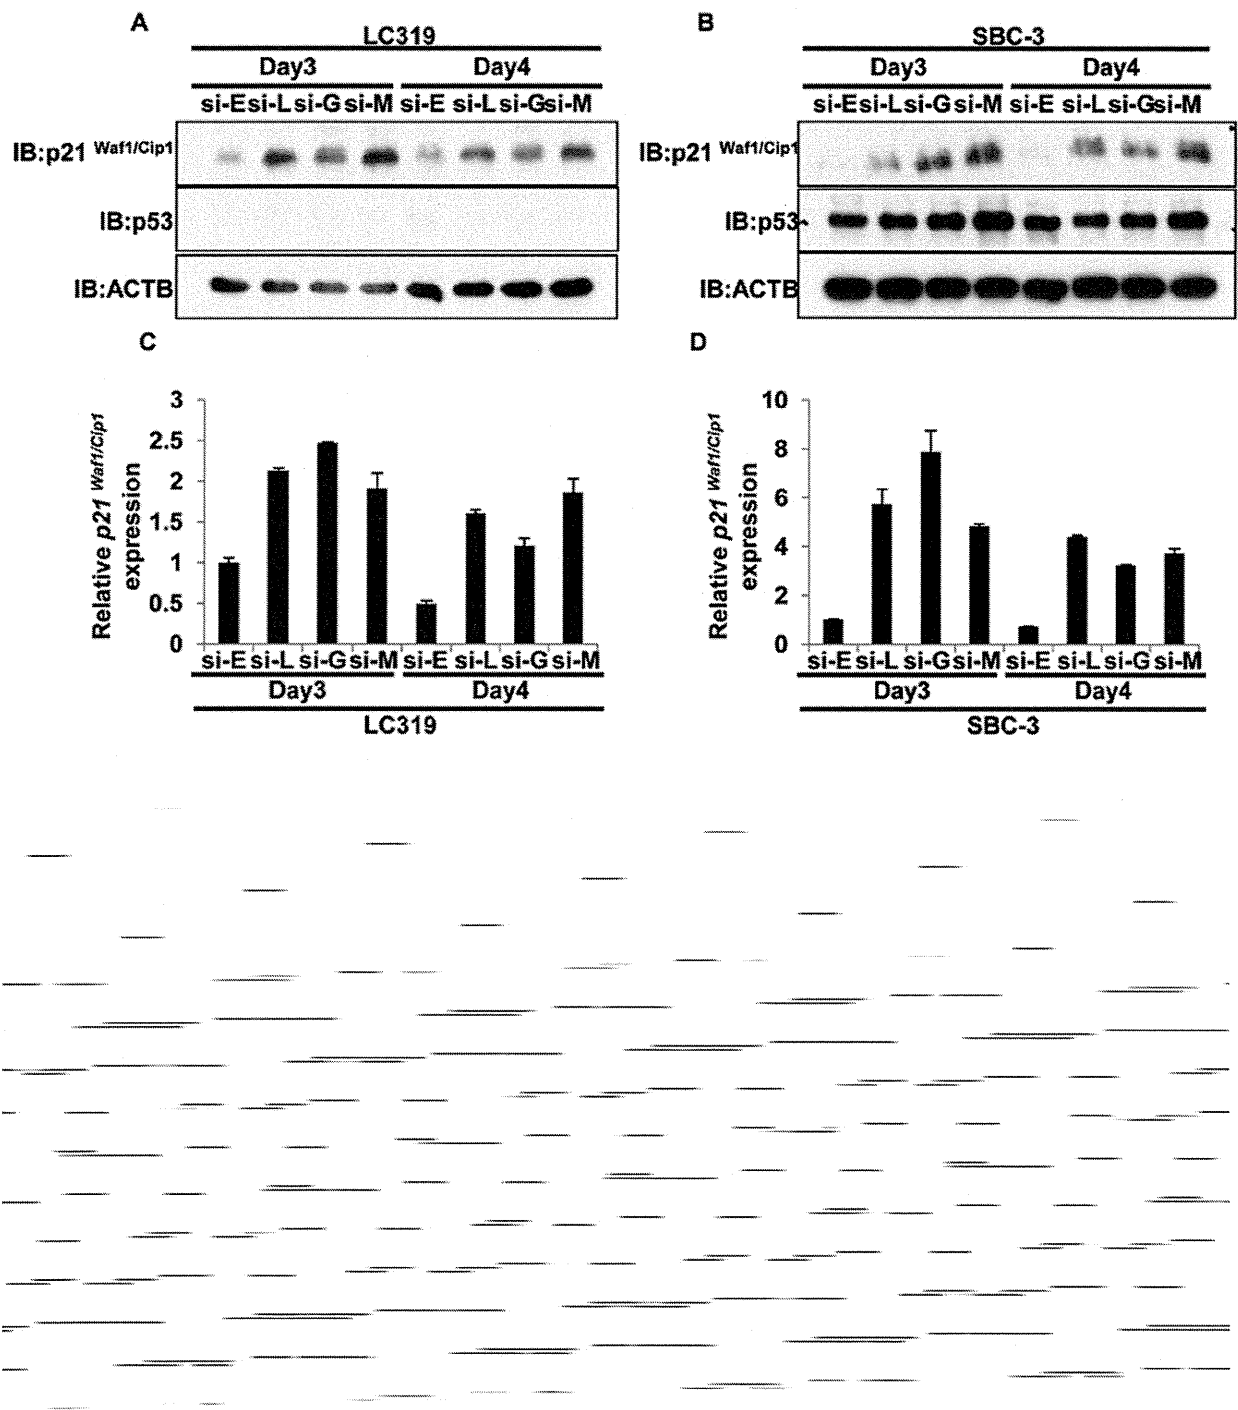 A
LC319
Day3 Day4
si-E si-L si-G si-M si-E si-L si-G si-M
IB:p21 Waf1/Cip1
IB:p53
IB:ACTB
B
SBC-3
Day3 Day4
si-E si-L si-G si-M si-E si-L si-G si-M
IB:p21 Waf1/Cip1
IB:p53
IB:ACTB
C
Relative p21 Waf1/Cip1
expression
3
2.5
2
1.5
1
0.5
0
si-E si-L si-G si-M si-E si-L si-G si-M
Day3 Day4
LC319
D
Relative p21 Waf1/Cip1
expression
10
8
6
4
2
0
si-E si-L si-G si-M si-E si-L si-G si-M
Day3 Day4
SBC-3